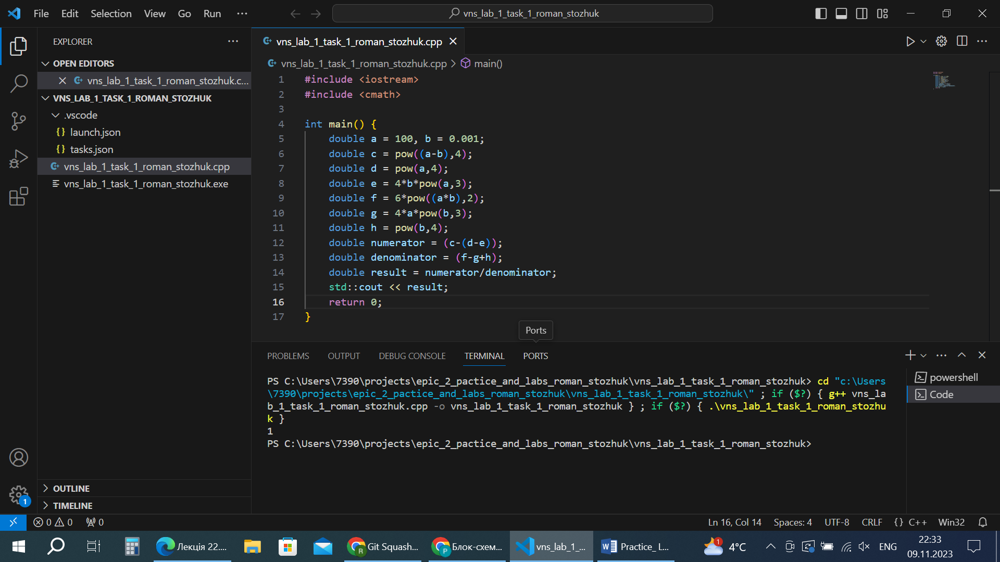 File Edit Selection View Go Run ···
vns_lab_1_task_1_roman_stozhuk
EXPLORER
OPEN EDITORS
vns_lab_1_task_1_roman_stozhuk.c...
VNS_LAB_1_TASK_1_ROMAN_STOZHUK
.vscode
{} launch.json
{} tasks.json
vns_lab_1_task_1_roman_stozhuk.cpp
vns_lab_1_task_1_roman_stozhuk.exe
OUTLINE
TIMELINE
vns_lab_1_task_1_roman_stozhuk.cpp
vns_lab_1_task_1_roman_stozhuk.cpp > main()
1 #include <iostream>
2 #include <cmath>
3
4 int main() {
5 double a = 100, b = 0.001;
6 double c = pow((a-b),4);
7 double d = pow(a,4);
8 double e = 4*b*pow(a,3);
9 double f = 6*pow((a*b),2);
10 double g = 4*a*pow(b,3);
11 double h = pow(b,4);
12 double numerator = (c-(d-e));
13 double denominator = (f-g+h);
14 double result = numerator/denominator;
15 std::cout << result;
16 return 0;
17 }
Ports
PROBLEMS OUTPUT DEBUG CONSOLE TERMINAL PORTS
PS C:\Users\7390\projects\epic_2_pactice_and_labs_roman_stozhuk\vns_lab_1_task_1_roman_stozhuk> cd "c:\Users
\7390\projects\epic_2_pactice_and_labs_roman_stozhuk\vns_lab_1_task_1_roman_stozhuk\" ; if ($?) { g++ vns_la
b_1_task_1_roman_stozhuk.cpp -o vns_lab_1_task_1_roman_stozhuk } ; if ($?) { .\vns_lab_1_task_1_roman_stozhu
k }
1
PS C:\Users\7390\projects\epic_2_pactice_and_labs_roman_stozhuk\vns_lab_1_task_1_roman_stozhuk>
powershell
Code
1
0 0 0
Ln 16, Col 14 Spaces: 4 UTF-8 CRLF {} C++ Win32
Лекція 22....
R Git Squash...
P Блок-схем...
vns_lab_1_...
W Practice_ L...
1 4°C
ENG
22:33
09.11.2023